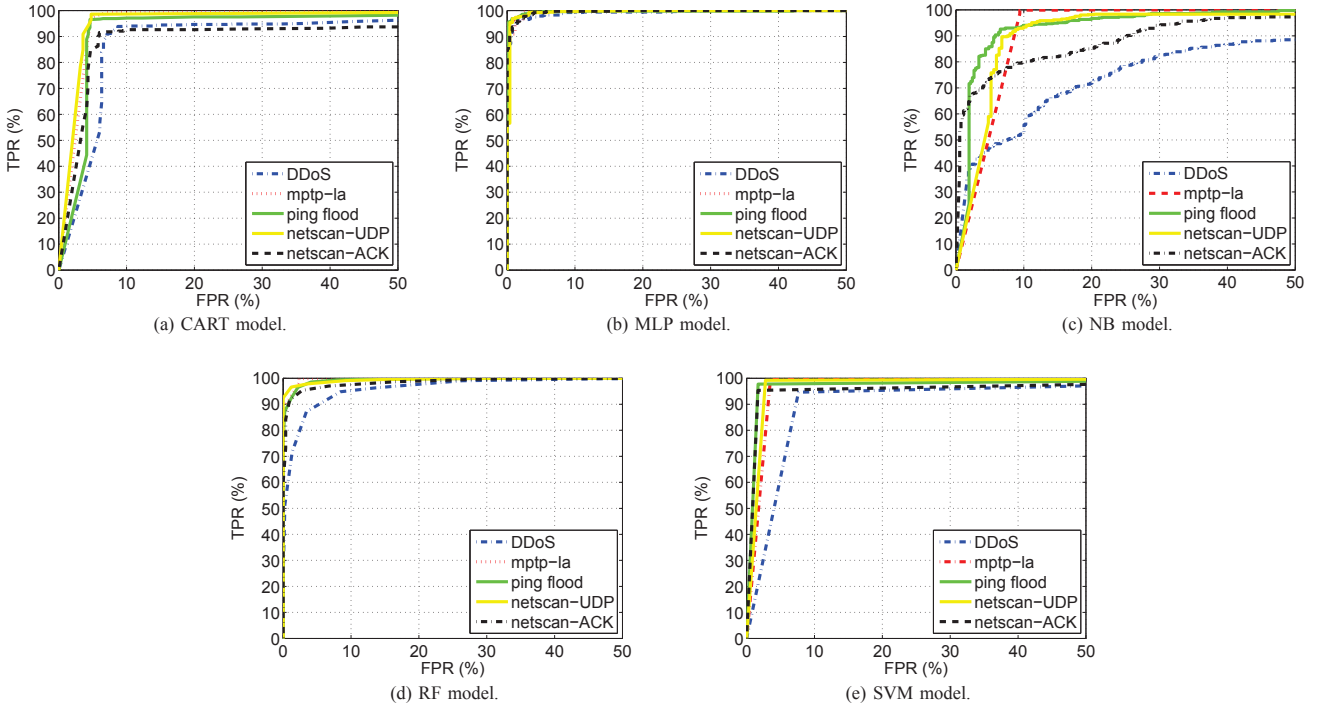 100
90
80
70
60
50
40
30
20
10
0
TPR (%)
0 10 20 30 40 50
FPR (%)
DDoS
mptp−la
ping flood
netscan−UDP
netscan−ACK
(a) CART model.
100
90
80
70
60
50
40
30
20
10
0
TPR (%)
0 10 20 30 40 50
FPR (%)
DDoS
mptp−la
ping flood
netscan−UDP
netscan−ACK
(b) MLP model.
100
90
80
70
60
50
40
30
20
10
0
TPR (%)
0 10 20 30 40 50
FPR (%)
DDoS
mptp−la
ping flood
netscan−UDP
netscan−ACK
(c) NB model.
100
90
80
70
60
50
40
30
20
10
0
TPR (%)
0 10 20 30 40 50
FPR (%)
DDoS
mptp−la
ping flood
netscan−UDP
netscan−ACK
(d) RF model.
100
90
80
70
60
50
40
30
20
10
0
TPR (%)
0 10 20 30 40 50
FPR (%)
DDoS
mptp−la
ping flood
netscan−UDP
netscan−ACK
(e) SVM model.